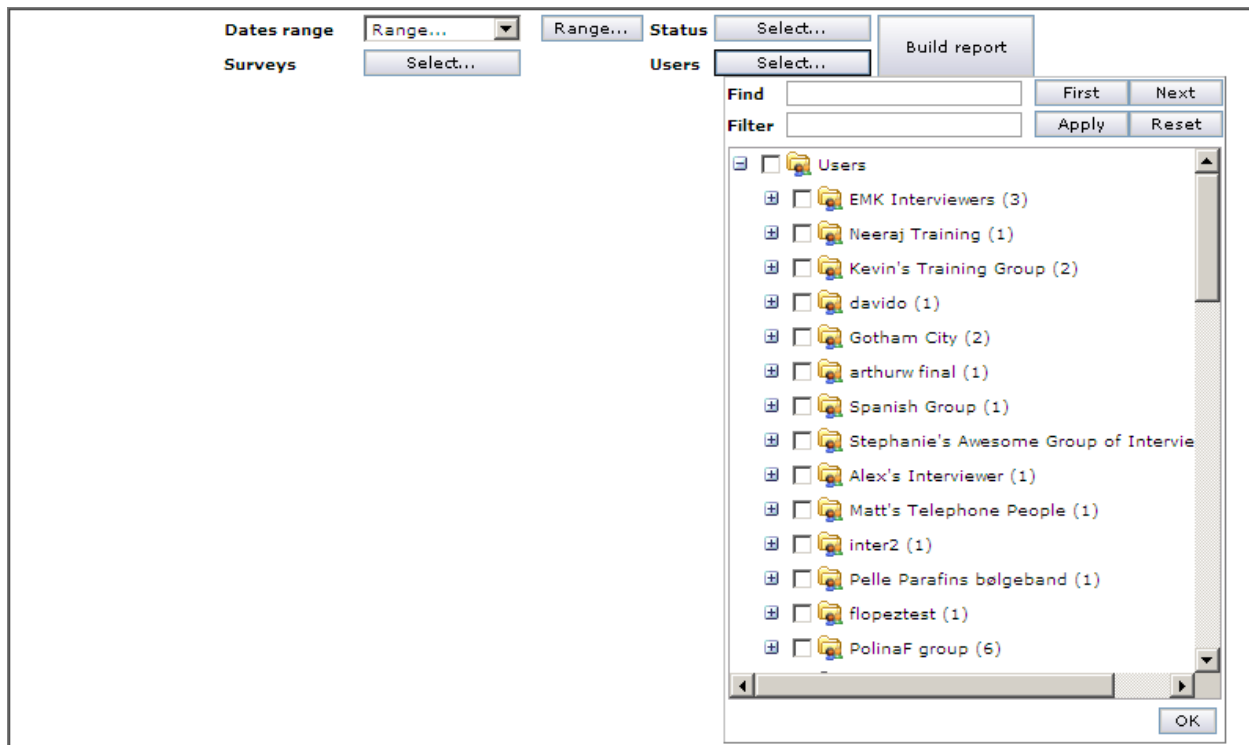 Dates range Range... Range... Status Select... Build report
Surveys Select... Users Select...
Find First Next
Filter Apply Reset
Users
EMK Interviewers (3)
Neeraj Training (1)
Kevin's Training Group (2)
davido (1)
Gotham City (2)
arthurw final (1)
Spanish Group (1)
Stephanie's Awesome Group of Intervie
Alex's Interviewer (1)
Matt's Telephone People (1)
inter2 (1)
Pelle Parafins bølgeband (1)
flopeztest (1)
PolinaF group (6)
OK